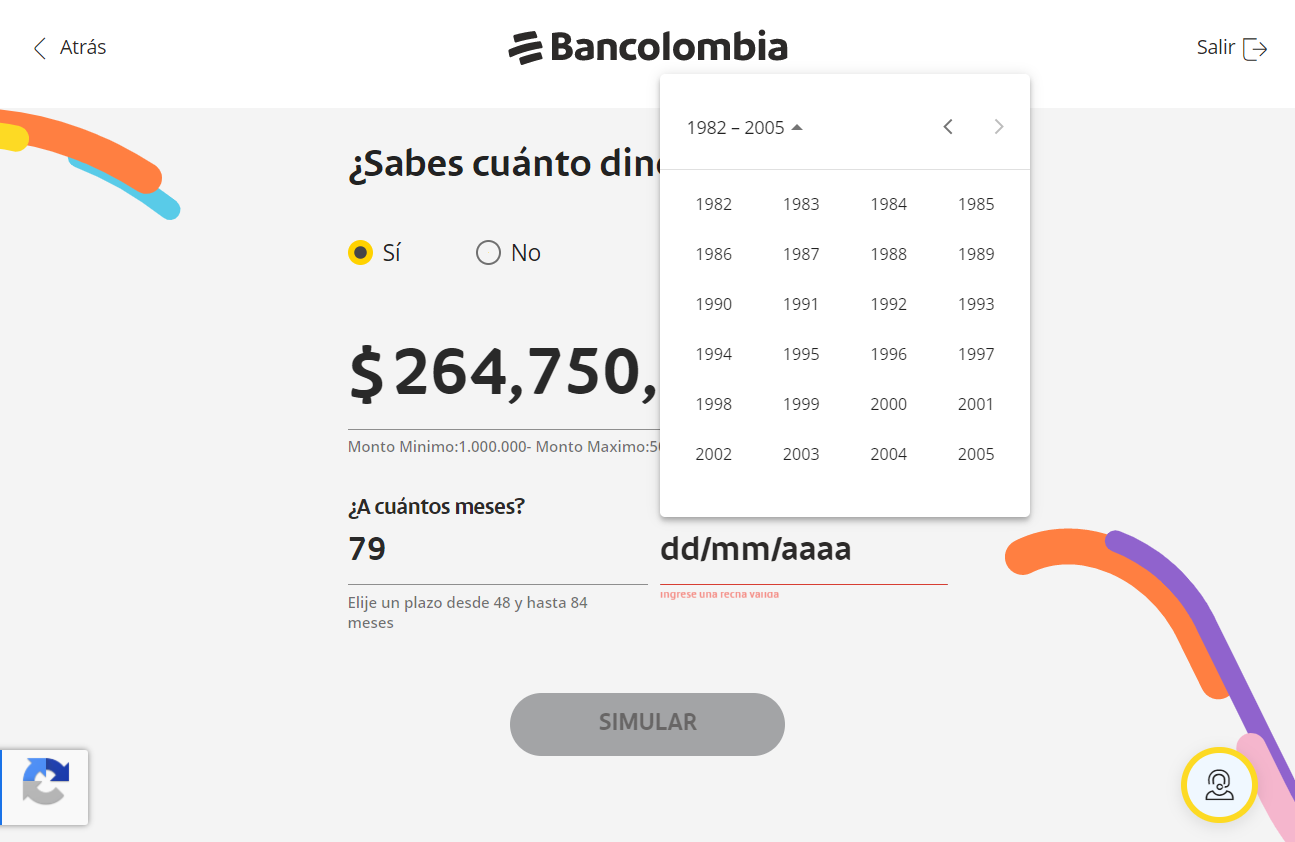 Atrás
Bancolombia
Salir
1982 – 2005
¿Sabes cuánto
1982 1983 1984 1985
Sí No
1986 1987 1988 1989
1990 1991 1992 1993
$ 264,750,
1994 1995 1996 1997
1998 1999 2000 2001
Monto Minimo:1.000.000- Monto Maximo:
2002 2003 2004 2005
¿A cuántos meses?
79
dd/mm/aaaa
Elije un plazo desde 48 y hasta 84
meses
Ingrese una fecha válida
SIMULAR